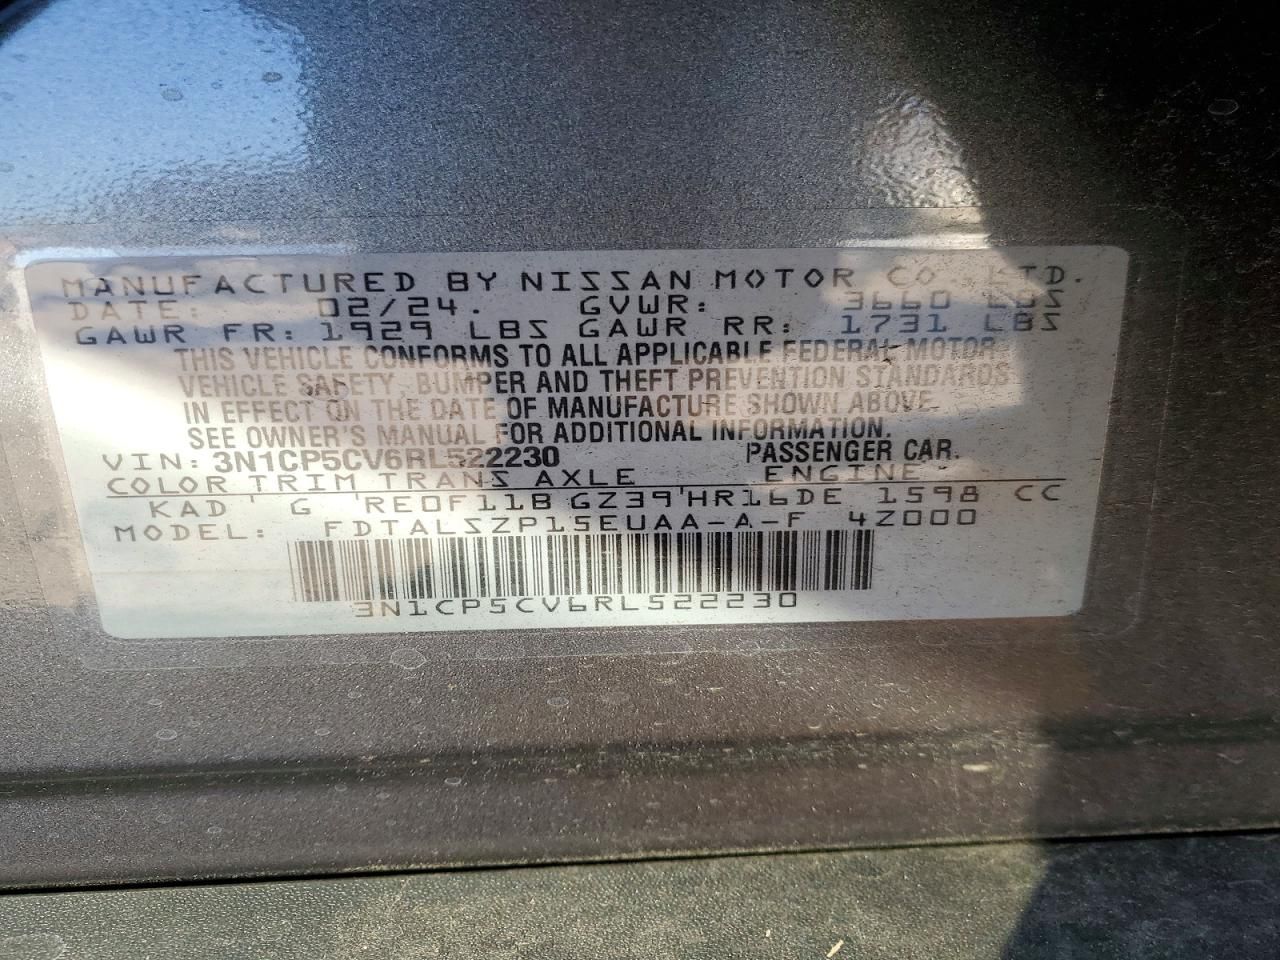 MANUFACTURED BY NISSAN MOTOR CO. LTD.
DATE: 02/24. GVWR: 3660 LBS
GAWR FR: 1929 LBS GAWR RR: 1731 LBS
THIS VEHICLE CONFORMS TO ALL APPLICABLE FEDERAL MOTOR
VEHICLE SAFETY, BUMPER AND THEFT PREVENTION STANDARDS
IN EFFECT ON THE DATE OF MANUFACTURE SHOWN ABOVE.
SEE OWNER'S MANUAL FOR ADDITIONAL INFORMATION.
VIN: 3N1CP5CV6RL522230 PASSENGER CAR.
COLOR TRIM TRANS AXLE ENGINE
KAD G RE0F11B GZ39 HR16DE 1598 CC
MODEL: FDTALSZP15EUAA-A-F 4Z000
3N1CP5CV6RL522230